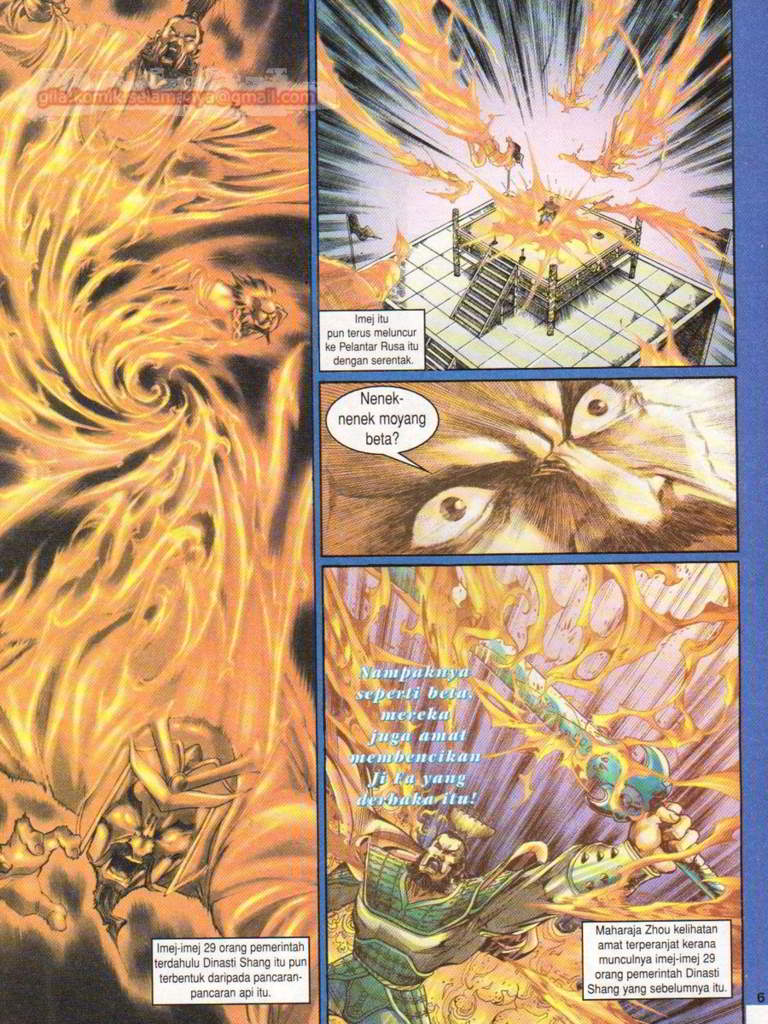 gila.komik-selamanya@gmail.com
Imej-imej 29 orang pemerintah
terdahulu Dinasti Shang itu pun
terbentuk daripada pancaran-
pancaran api itu.
Imej itu
pun terus meluncur
ke Pelantar Rusa itu
dengan serentak.
Nenek-
nenek moyang
beta?
Nampaknya
seperti beta,
mereka
juga amat
membencikan
Ji Fa yang
derhaka itu!
Maharaja Zhou kelihatan
amat terperanjat kerana
munculnya imej-imej 29
orang pemerintah Dinasti
Shang yang sebelumnya itu.
6